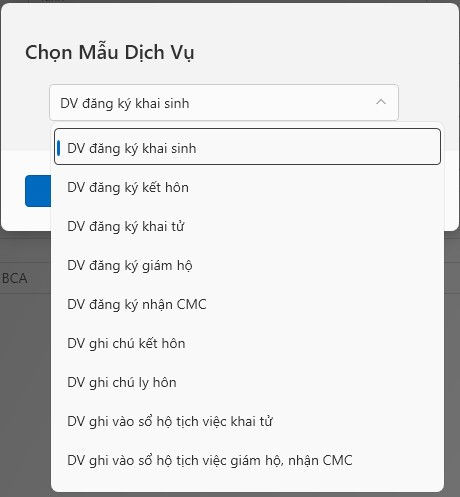 Chọn Mẫu Dịch Vụ
DV đăng ký khai sinh
DV đăng ký khai sinh
DV đăng ký kết hôn
DV đăng ký khai tử
DV đăng ký giám hộ
BCA
DV đăng ký nhận CMC
DV ghi chú kết hôn
DV ghi chú ly hôn
DV ghi vào sổ hộ tịch việc khai tử
DV ghi vào sổ hộ tịch việc giám hộ, nhận CMC